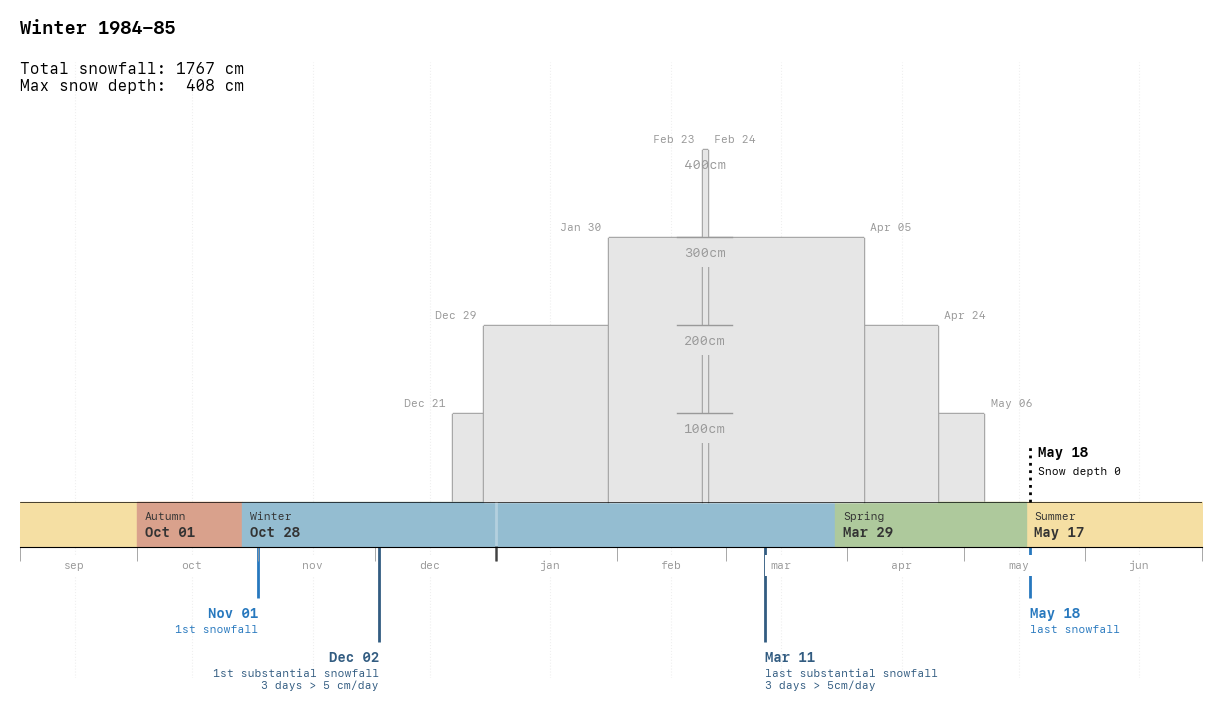 Winter 1984–85
Total snowfall: 1767 cm
Max snow depth:  408 cm
Feb 23 Feb 24
400cm
Jan 30 Apr 05
300cm
Dec 29 Apr 24
200cm
Dec 21 May 06
100cm
May 18
Snow depth 0
Autumn
Oct 01
Winter
Oct 28
Spring
Mar 29
Summer
May 17
sep oct nov dec jan feb mar apr may jun
Nov 01
1st snowfall
May 18
last snowfall
Dec 02
1st substantial snowfall
3 days > 5 cm/day
Mar 11
last substantial snowfall
3 days > 5cm/day